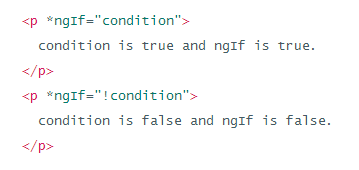 <p *ngIf="condition">
  condition is true and ngIf is true.
</p>
<p *ngIf="!condition">
  condition is false and ngIf is false.
</p>